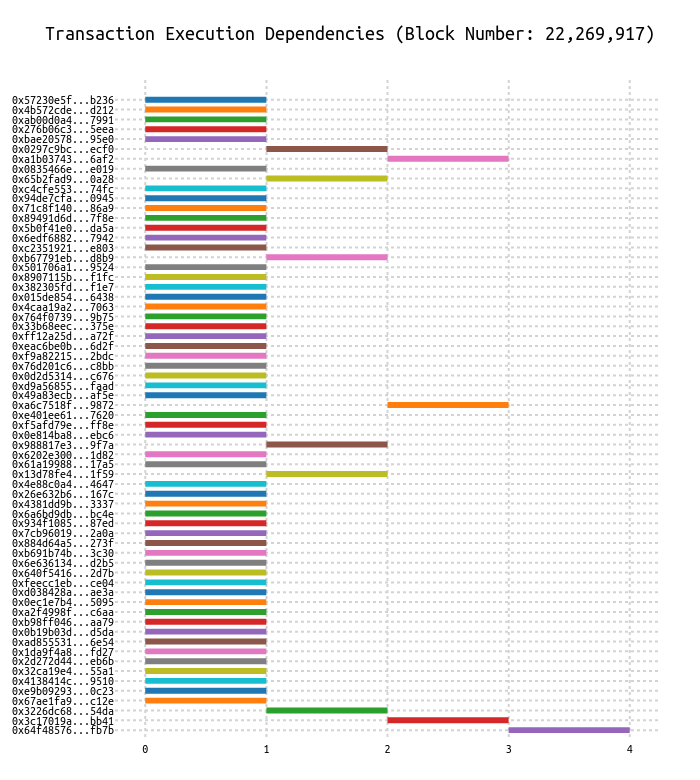 Transaction Execution Dependencies (Block Number: 22,269,917)
0x57230e5f...b236
0x4b572cde...d212
0xab00d0a4...7991
0x276b06c3...5eea
0xbae20578...95e0
0x0297c9bc...ecf0
0xa1b03743...6af2
0x0835466e...e019
0x65b2fad9...0a28
0xc4cfe553...74fc
0x94de7cfa...0945
0x71c8f140...86a9
0x89491d6d...7f8e
0x5b0f41e0...da5a
0x6edf6882...7942
0xc2351921...e803
0xb67791eb...d8b9
0x501706a1...9524
0x8907115b...f1fc
0x382305fd...f1e7
0x015de854...6438
0x4caa19a2...7063
0x764f0739...9b75
0x33b68eec...375e
0xff12a25d...a72f
0xeac6be0b...6d2f
0xf9a82215...2bdc
0x76d201c6...c8bb
0x0d2d5314...c676
0xd9a56855...faad
0x49a83ecb...af5e
0xa6c7518f...9872
0xe401ee61...7620
0xf5afd79e...ff8e
0x0e814ba8...ebc6
0x988817e3...9f7a
0x6202e300...1d82
0x61a19988...17a5
0x13d78fe4...1f59
0x4e88c0a4...4647
0x26e632b6...167c
0x4381dd9b...3337
0x6a6bd9db...bc4e
0x934f1085...87ed
0x7cb96019...2a0a
0x884d64a5...273f
0xb691b74b...3c30
0x6e636134...d2b5
0x640f5416...2d7b
0xfeecc1eb...ce04
0xd038428a...ae3a
0x0ec1e7b4...5095
0xa2f4998f...c6aa
0xb98ff046...aa79
0x0b19b03d...d5da
0xad855531...6e54
0x1da9f4a8...fd27
0x2d272d44...eb6b
0x32ca19e4...55a1
0x4138414c...9510
0xe9b09293...0c23
0x67ae1fa9...c12e
0x3226dc68...54da
0x3c17019a...bb41
0x64f48576...fb7b
0 1 2 3 4